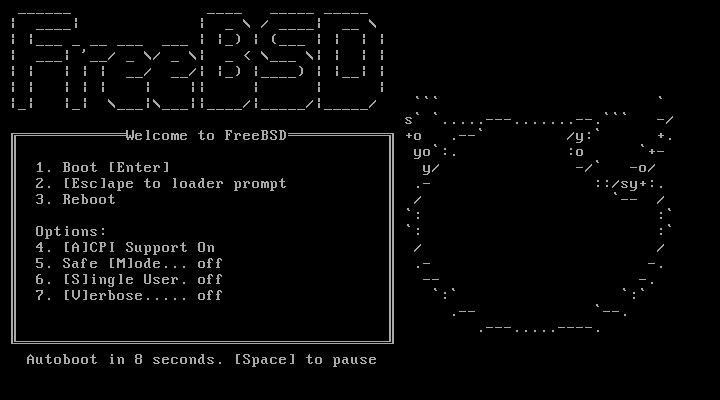 FreeBSD
Welcome to FreeBSD
1. Boot [Enter]
2. [Esc]ape to loader prompt
3. Reboot
Options:
4. [A]CPI Support On
5. Safe [M]ode... off
6. [S]ingle User. off
7. [V]erbose..... off
Autoboot in 8 seconds. [Space] to pause